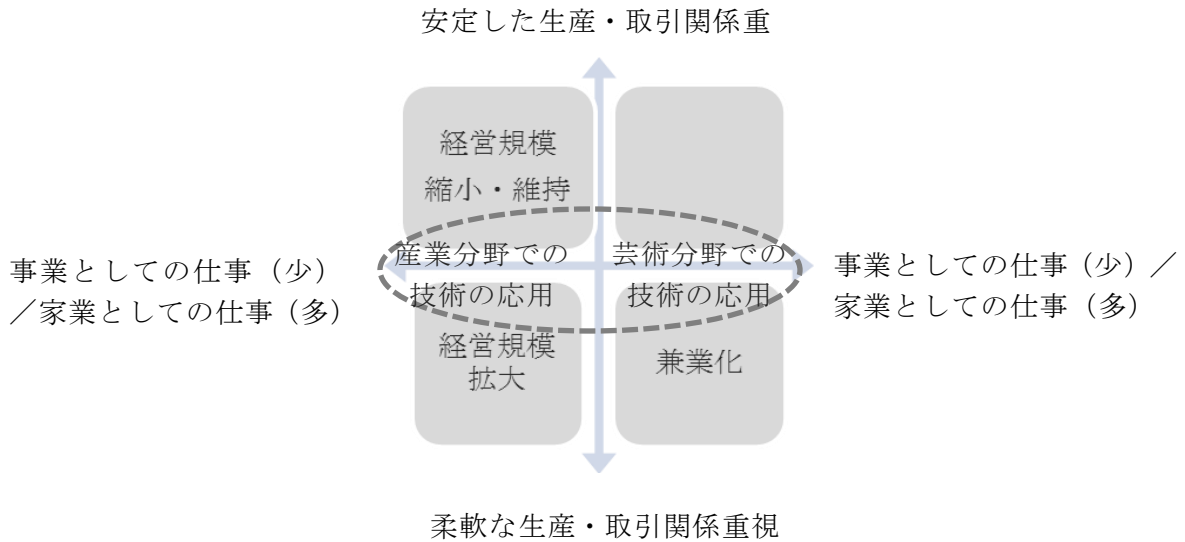 安定した生産・取引関係重
経営規模
縮小・維持
産業分野での
技術の応用
芸術分野での
技術の応用
事業としての仕事（少）
／家業としての仕事（多）
事業としての仕事（少）／
家業としての仕事（多）
経営規模
拡大
兼業化
柔軟な生産・取引関係重視